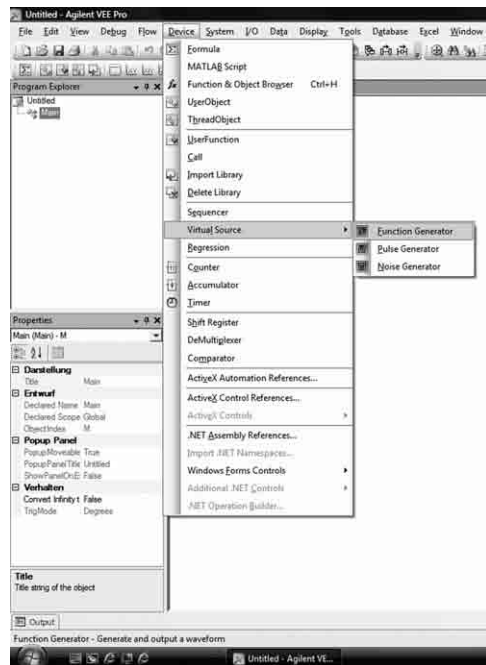 Untitled - Agilent VEE Pro
File Edit View Debug Flow Device System I/O Data Display Tools Database Excel Window
Program Explorer
Untitled
Main
Formula
MATLAB Script
Function & Object Browser Ctrl+H
UserObject
ThreadObject
UserFunction
Call
Import Library
Delete Library
Sequencer
Virtual Source
Function Generator
Pulse Generator
Noise Generator
Regression
Counter
Accumulator
Timer
Shift Register
DeMultiplexer
Comparator
ActiveX Automation References...
ActiveX Control References...
ActiveX Controls
.NET Assembly References...
Import .NET Namespaces...
Windows Forms Controls
Additional .NET Controls
.NET Operation Builder...
Properties
Main (Main) - M
Darstellung
Title Main
Entwurf
Declared Name Main
Declared Scope Global
ObjectIndex M
Popup Panel
PopupMoveable True
PopupPanelTitle Untitled
ShowPanelOnE: False
Verhalten
Convert Infinity t False
TrigMode Degrees
Title
Title string of the object
Output
Function Generator - Generate and output a waveform
Untitled - Agilent VE...